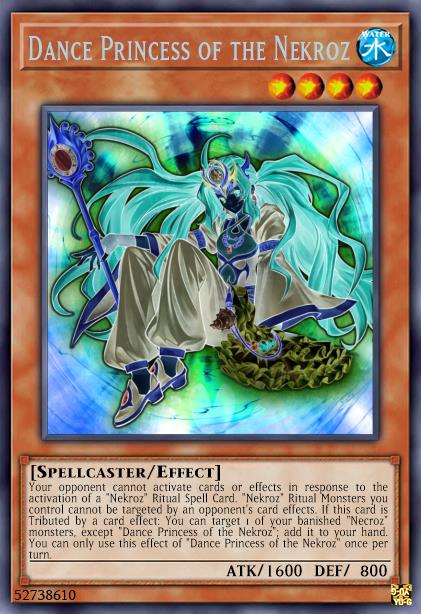 Dance Princess of the Nekroz
WATER
水
[Spellcaster/Effect]
Your opponent cannot activate cards or effects in response to the
activation of a "Nekroz" Ritual Spell Card. "Nekroz" Ritual Monsters you
control cannot be targeted by an opponent's card effects. If this card is
Tributed by a card effect: You can target 1 of your banished "Necroz"
monsters, except "Dance Princess of the Nekroz"; add it to your hand.
You can only use this effect of "Dance Princess of the Nekroz" once per
turn.
ATK/1600 DEF/ 800
52738610